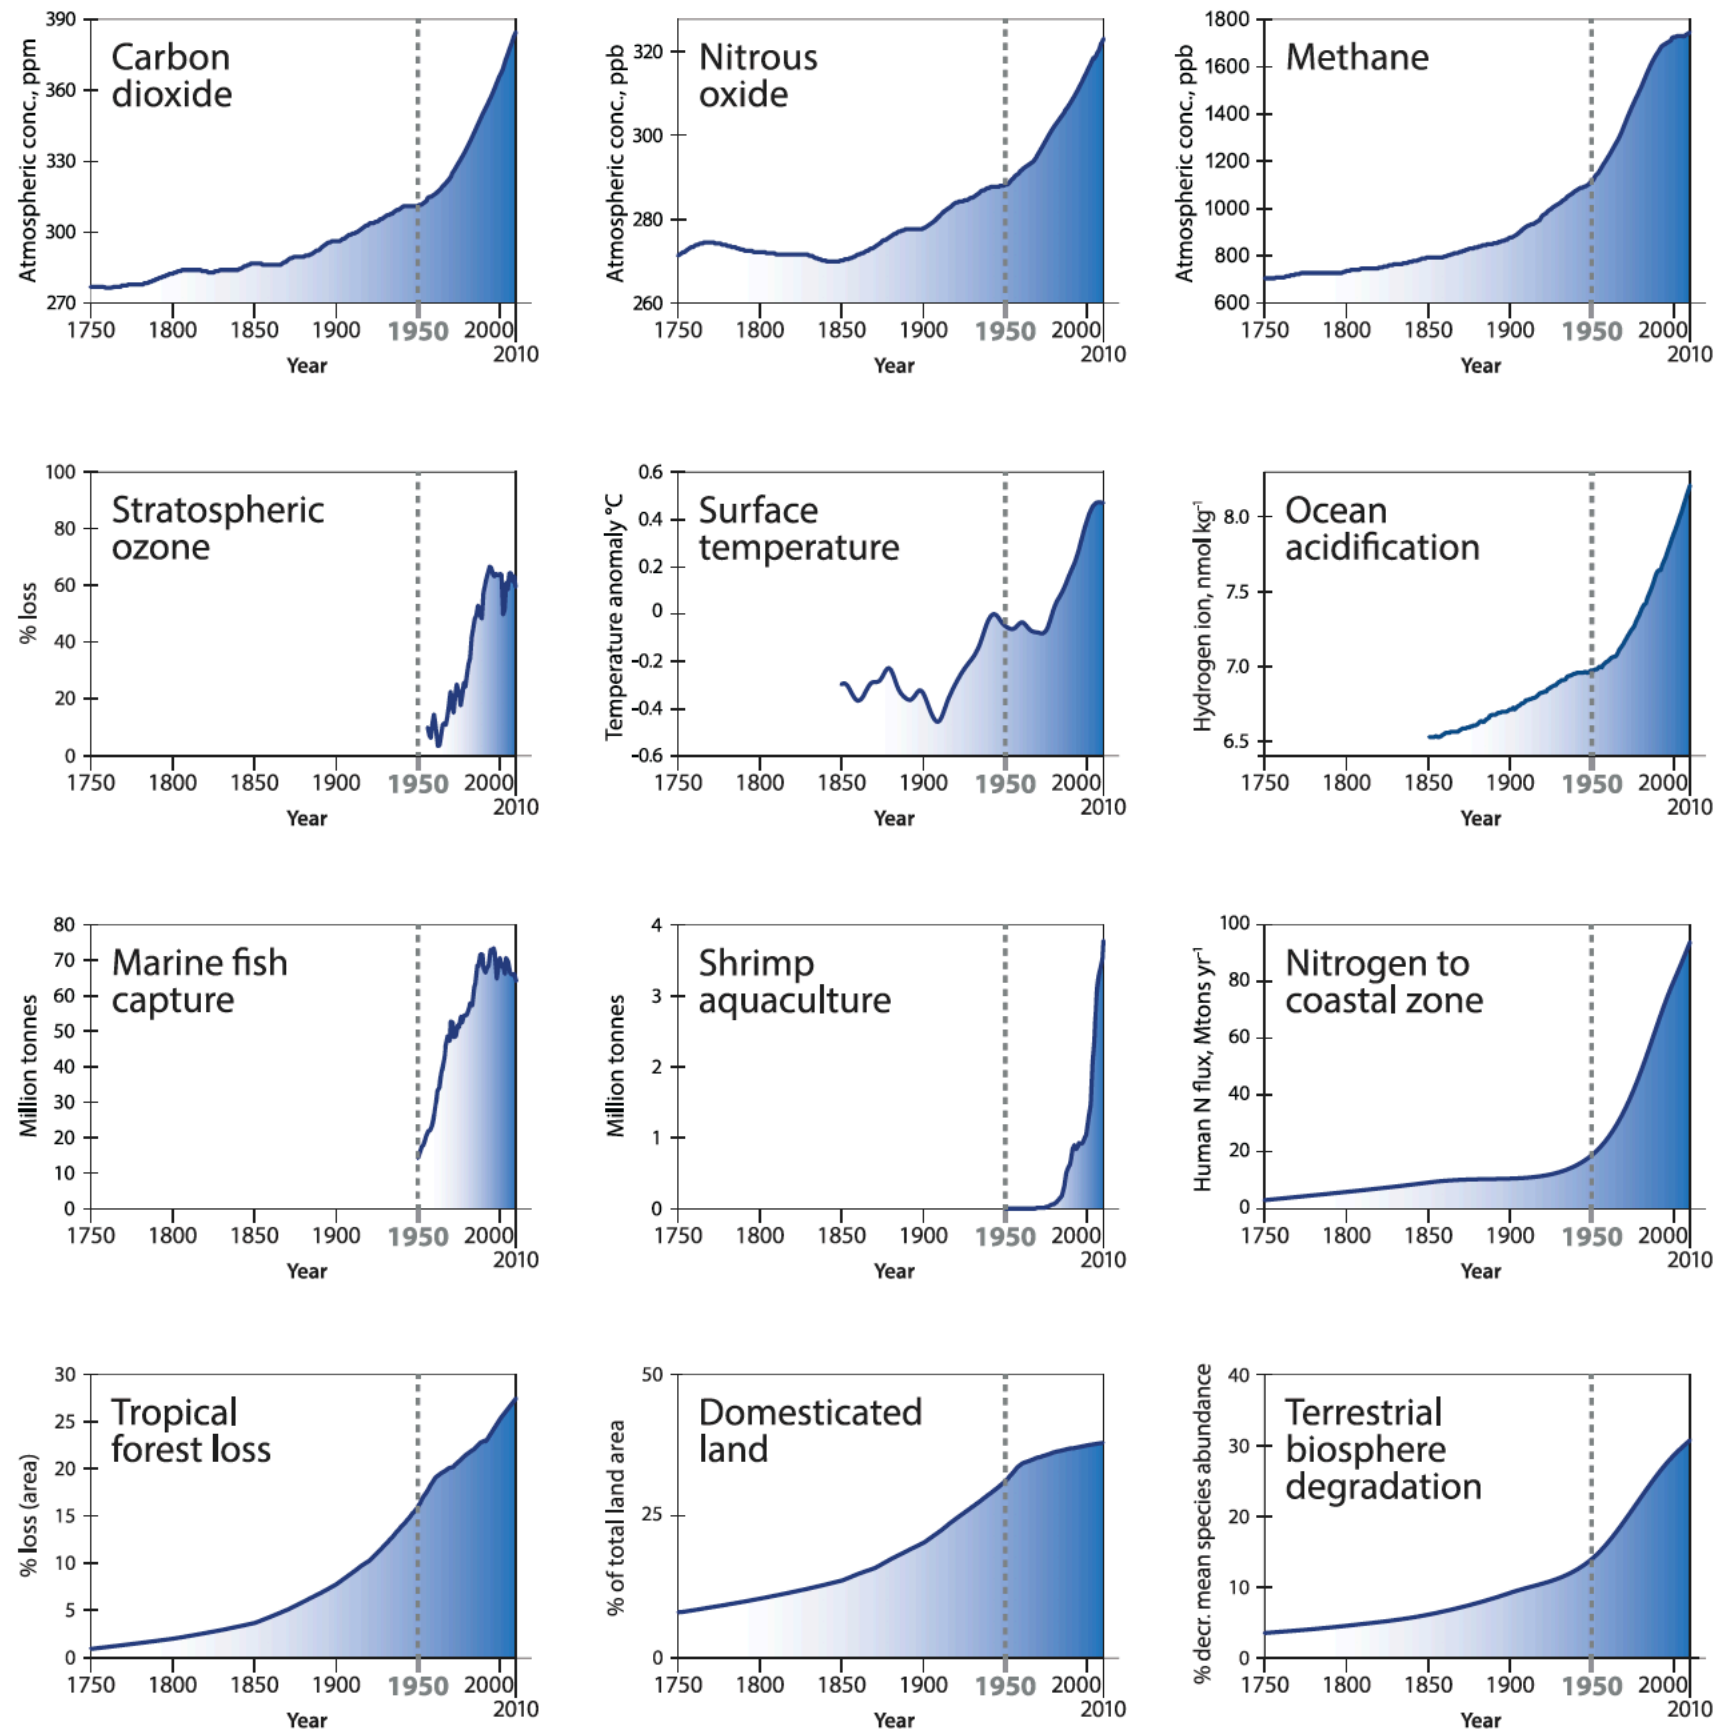 390
360
330
300
270
Atmospheric conc., ppm
Carbon
dioxide
1750 1800 1850 1900 1950 2000
2010
Year
320
300
280
260
Atmospheric conc., ppb
Nitrous
oxide
1750 1800 1850 1900 1950 2000
2010
Year
1800
1600
1400
1200
1000
800
600
Atmospheric conc., ppb
Methane
1750 1800 1850 1900 1950 2000
2010
Year
100
80
60
40
20
0
% loss
Stratospheric
ozone
1750 1800 1850 1900 1950 2000
2010
Year
0.6
0.4
0.2
0
-0.2
-0.4
-0.6
Temperature anomaly °C
Surface
temperature
1750 1800 1850 1900 1950 2000
2010
Year
8.0
7.5
7.0
6.5
Hydrogen ion, nmol kg⁻¹
Ocean
acidification
1750 1800 1850 1900 1950 2000
2010
Year
80
70
60
50
40
30
20
10
0
Million tonnes
Marine fish
capture
1750 1800 1850 1900 1950 2000
2010
Year
4
3
2
1
0
Million tonnes
Shrimp
aquaculture
1750 1800 1850 1900 1950 2000
2010
Year
100
80
60
40
20
0
Human N flux, Mtons yr⁻¹
Nitrogen to
coastal zone
1750 1800 1850 1900 1950 2000
2010
Year
30
25
20
15
10
5
0
% loss (area)
Tropical
forest loss
1750 1800 1850 1900 1950 2000
2010
Year
50
25
0
% of total land area
Domesticated
land
1750 1800 1850 1900 1950 2000
2010
Year
40
30
20
10
0
% decr. mean species abundance
Terrestrial
biosphere
degradation
1750 1800 1850 1900 1950 2000
2010
Year